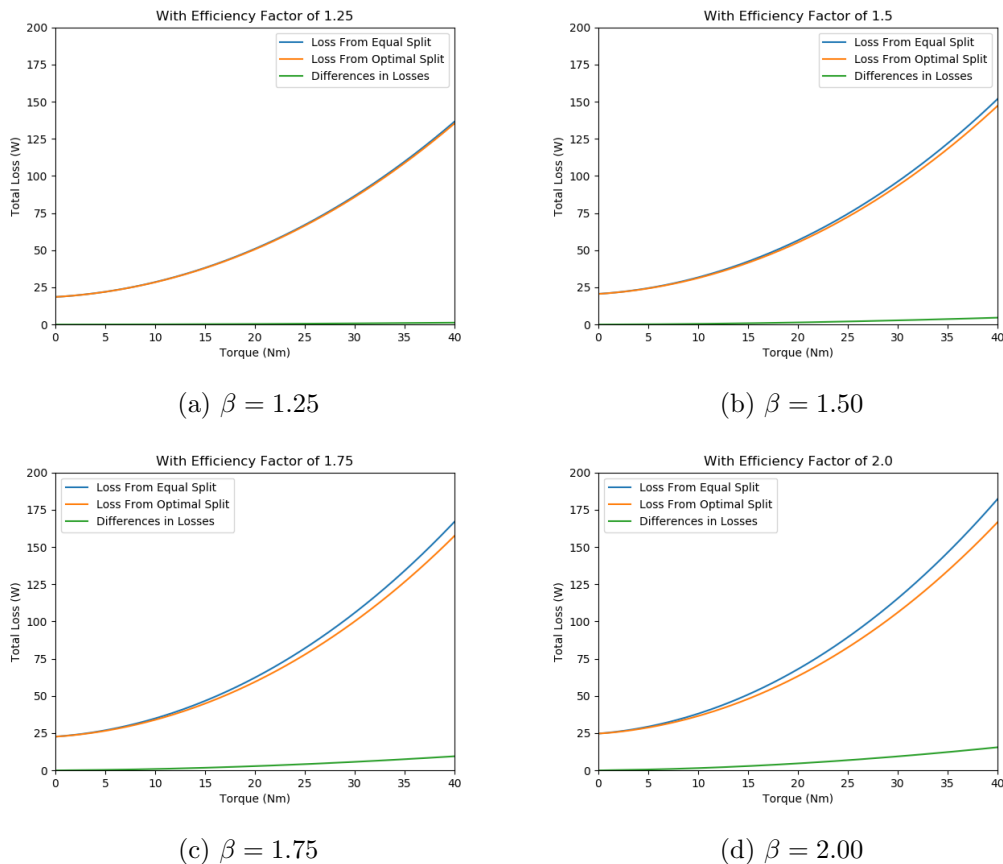 With Efficiency Factor of 1.25
200
175
150
125
100
75
50
25
0
Total Loss (W)
Loss From Equal Split
Loss From Optimal Split
Differences in Losses
0 5 10 15 20 25 30 35 40
Torque (Nm)
(a) β = 1.25
With Efficiency Factor of 1.5
200
175
150
125
100
75
50
25
0
Total Loss (W)
Loss From Equal Split
Loss From Optimal Split
Differences in Losses
0 5 10 15 20 25 30 35 40
Torque (Nm)
(b) β = 1.50
With Efficiency Factor of 1.75
200
175
150
125
100
75
50
25
0
Total Loss (W)
Loss From Equal Split
Loss From Optimal Split
Differences in Losses
0 5 10 15 20 25 30 35 40
Torque (Nm)
(c) β = 1.75
With Efficiency Factor of 2.0
200
175
150
125
100
75
50
25
0
Total Loss (W)
Loss From Equal Split
Loss From Optimal Split
Differences in Losses
0 5 10 15 20 25 30 35 40
Torque (Nm)
(d) β = 2.00